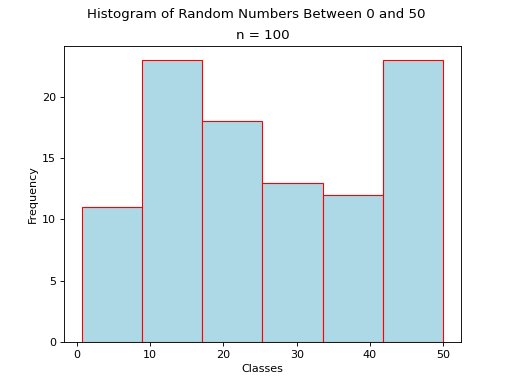 Histogram of Random Numbers Between 0 and 50
n = 100
20
15
10
5
0
Frequency
0 10 20 30 40 50
Classes